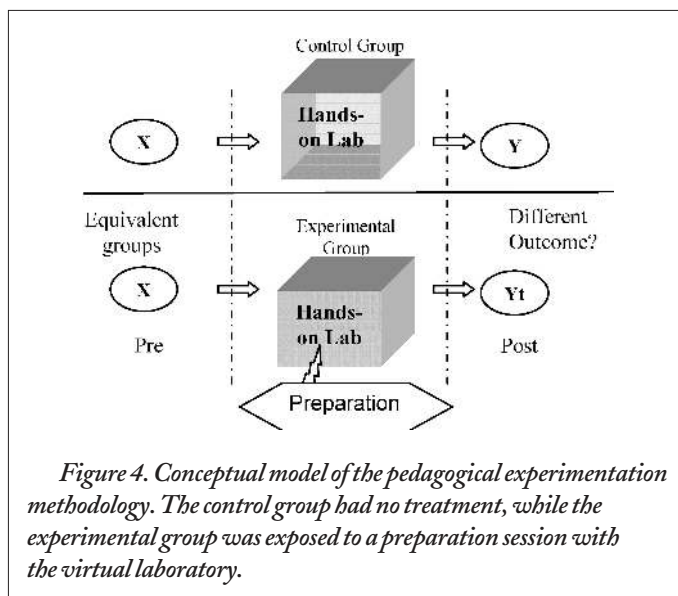 Control Group
Hands-
on Lab
X
Y
Equivalent
groups
Experimental
Group
Different
Outcome?
X
Hands-
on Lab
Yt
Pre
Post
Preparation
Figure 4. Conceptual model of the pedagogical experimentation
methodology. The control group had no treatment, while the
experimental group was exposed to a preparation session with
the virtual laboratory.